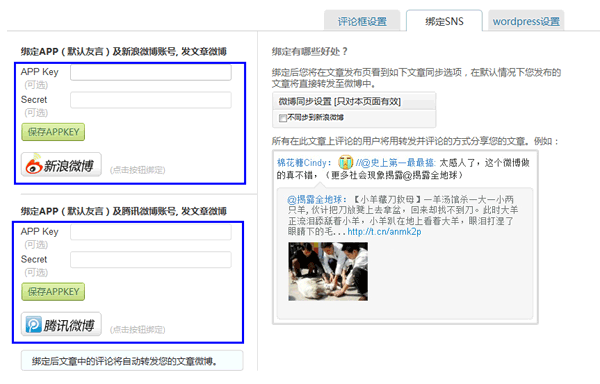 评论框设置
绑定SNS
wordpress设置
绑定APP（默认友言）及新浪微博账号, 发文章微博
APP Key
(可选)
Secret
(可选)
保存APPKEY
新浪微博
(点击按钮绑定)
绑定APP（默认友言）及腾讯微博账号, 发文章微博
APP Key
(可选)
Secret
(可选)
保存APPKEY
腾讯微博
(点击按钮绑定)
绑定后文章中的评论将自动转发您的文章微博。
绑定有哪些好处？
绑定后您将在文章发布页看到如下文章同步选项，在默认情况下您发布的
文章将直接转发至微博中。
微博同步设置 [只对本页面有效]
不同步到新浪微博
所有在此文章上评论的用户将用转发并评论的方式分享您的文章。例如：
棉花糖Cindy: //@史上第一最最搞: 太感人了，这个微博做
的真不错，（更多社会现象揭露@揭露全地球）
@揭露全地球:【小羊藏刀救母】一羊汤馆杀一大一小两
只羊, 伙计把刀放凳上去拿盆，回来却找不到刀。此时大羊
正流泪舔舐着小羊，小羊趴在地上看着大羊，眼泪打湿了
眼睛下的毛... http://t.cn/anmk2p